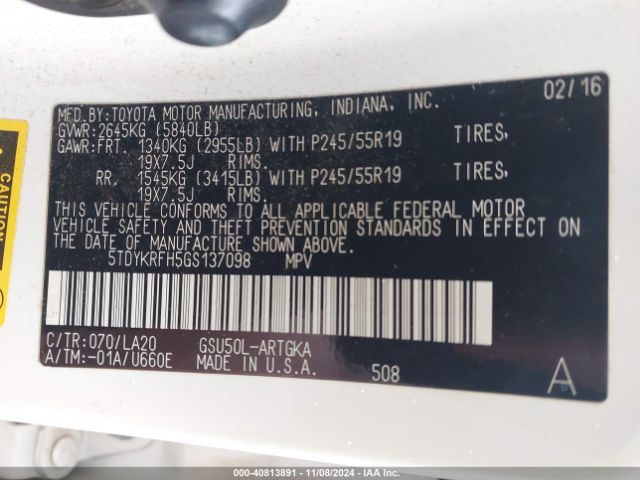 MFD.BY:TOYOTA MOTOR MANUFACTURING, INDIANA, INC. 02/16
GVWR:2645KG (5840LB)
GAWR:FRT. 1340KG (2955LB) WITH P245/55R19 TIRES,
19X7.5J RIMS.
RR. 1545KG (3415LB) WITH P245/55R19 TIRES,
19X7.5J RIMS.
THIS VEHICLE CONFORMS TO ALL APPLICABLE FEDERAL MOTOR
VEHICLE SAFETY AND THEFT PREVENTION STANDARDS IN EFFECT ON
THE DATE OF MANUFACTURE SHOWN ABOVE.
5TDYKRFH5GS137098 MPV
C/TR:070/LA20 GSU50L-ARTGKA
A/TM:-01A/U660E MADE IN U.S.A. 508 A
CAUTION
000-40813891 - 11/08/2024 - IAA Inc.